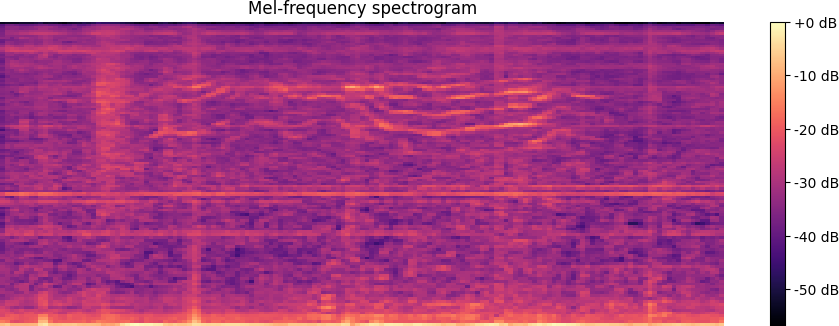 Mel-frequency spectrogram
+0 dB
-10 dB
-20 dB
-30 dB
-40 dB
-50 dB